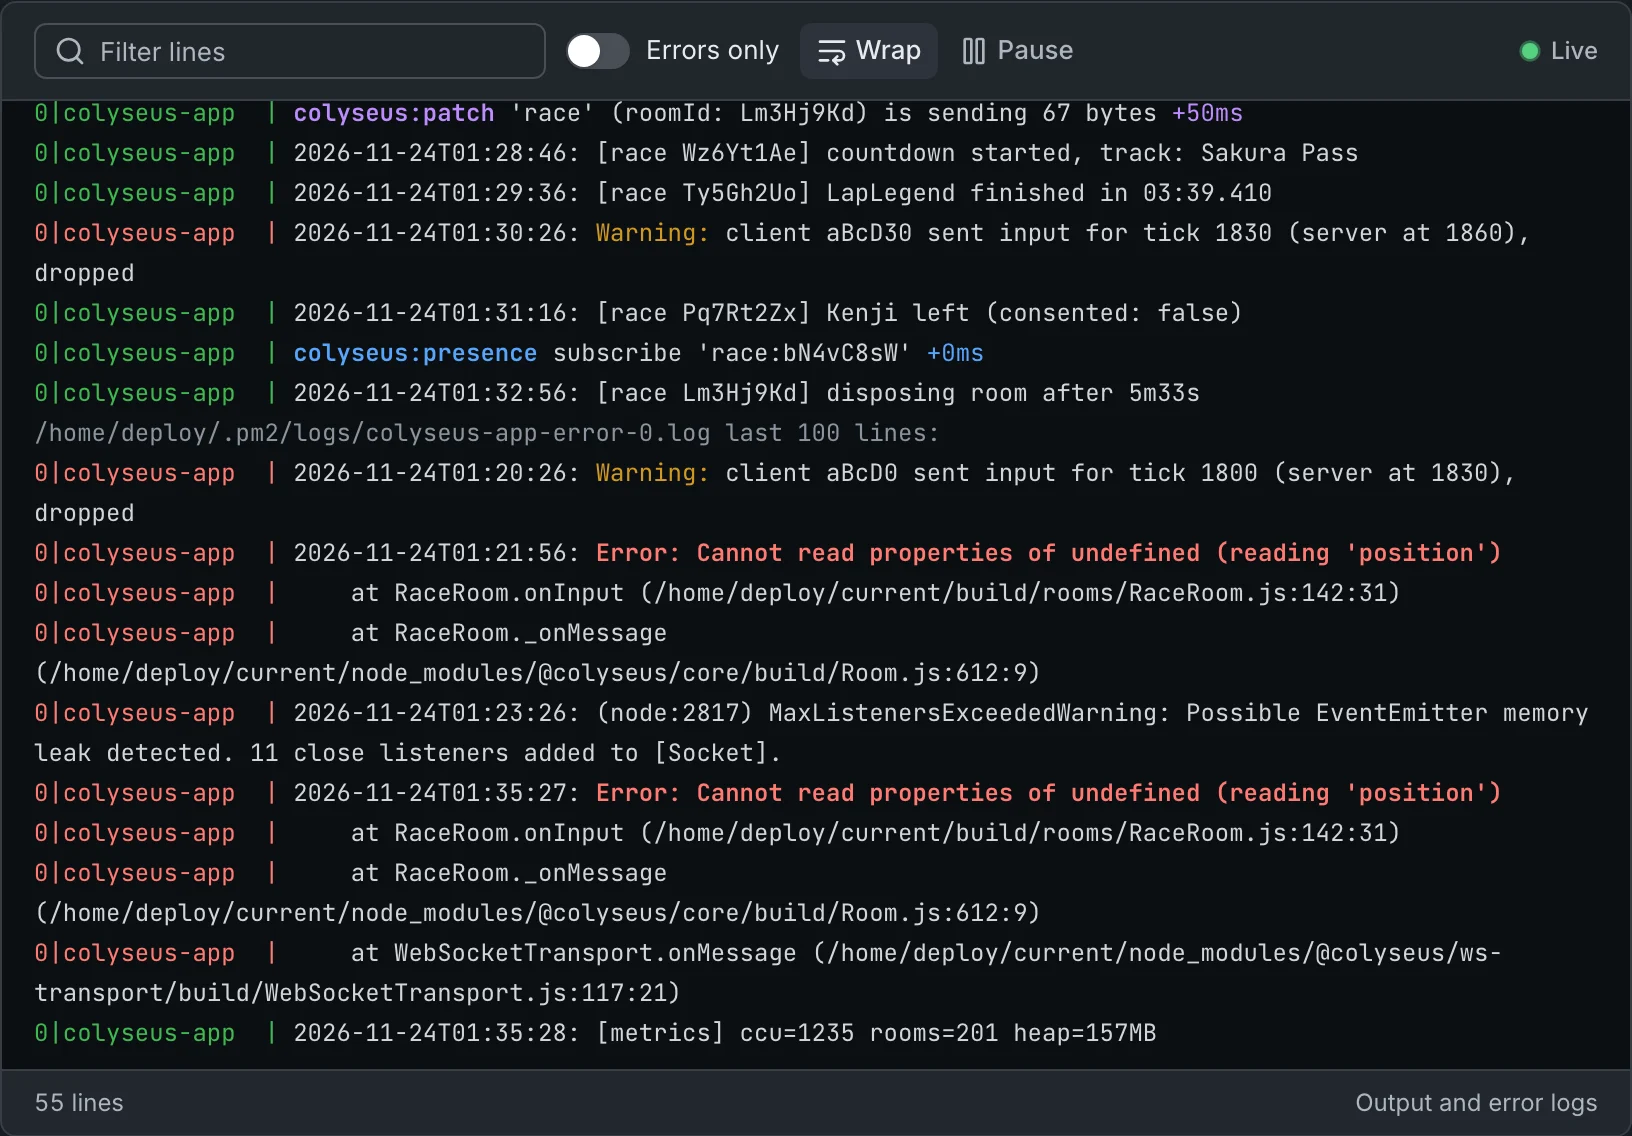 Filter lines
Errors only
Wrap
Pause
Live
0|colyseus-app  | colyseus:patch 'race' (roomId: Lm3Hj9Kd) is sending 67 bytes +50ms
0|colyseus-app  | 2026-11-24T01:28:46: [race Wz6Yt1Ae] countdown started, track: Sakura Pass
0|colyseus-app  | 2026-11-24T01:29:36: [race Ty5Gh2Uo] LapLegend finished in 03:39.410
0|colyseus-app  | 2026-11-24T01:30:26: Warning: client aBcD30 sent input for tick 1830 (server at 1860),
dropped
0|colyseus-app  | 2026-11-24T01:31:16: [race Pq7Rt2Zx] Kenji left (consented: false)
0|colyseus-app  | colyseus:presence subscribe 'race:bN4vC8sW' +0ms
0|colyseus-app  | 2026-11-24T01:32:56: [race Lm3Hj9Kd] disposing room after 5m33s
/home/deploy/.pm2/logs/colyseus-app-error-0.log last 100 lines:
0|colyseus-app  | 2026-11-24T01:20:26: Warning: client aBcD0 sent input for tick 1800 (server at 1830),
dropped
0|colyseus-app  | 2026-11-24T01:21:56: Error: Cannot read properties of undefined (reading 'position')
0|colyseus-app  |     at RaceRoom.onInput (/home/deploy/current/build/rooms/RaceRoom.js:142:31)
0|colyseus-app  |     at RaceRoom._onMessage
(/home/deploy/current/node_modules/@colyseus/core/build/Room.js:612:9)
0|colyseus-app  | 2026-11-24T01:23:26: (node:2817) MaxListenersExceededWarning: Possible EventEmitter memory
leak detected. 11 close listeners added to [Socket].
0|colyseus-app  | 2026-11-24T01:35:27: Error: Cannot read properties of undefined (reading 'position')
0|colyseus-app  |     at RaceRoom.onInput (/home/deploy/current/build/rooms/RaceRoom.js:142:31)
0|colyseus-app  |     at RaceRoom._onMessage
(/home/deploy/current/node_modules/@colyseus/core/build/Room.js:612:9)
0|colyseus-app  |     at WebSocketTransport.onMessage (/home/deploy/current/node_modules/@colyseus/ws-
transport/build/WebSocketTransport.js:117:21)
0|colyseus-app  | 2026-11-24T01:35:28: [metrics] ccu=1235 rooms=201 heap=157MB
55 lines
Output and error logs